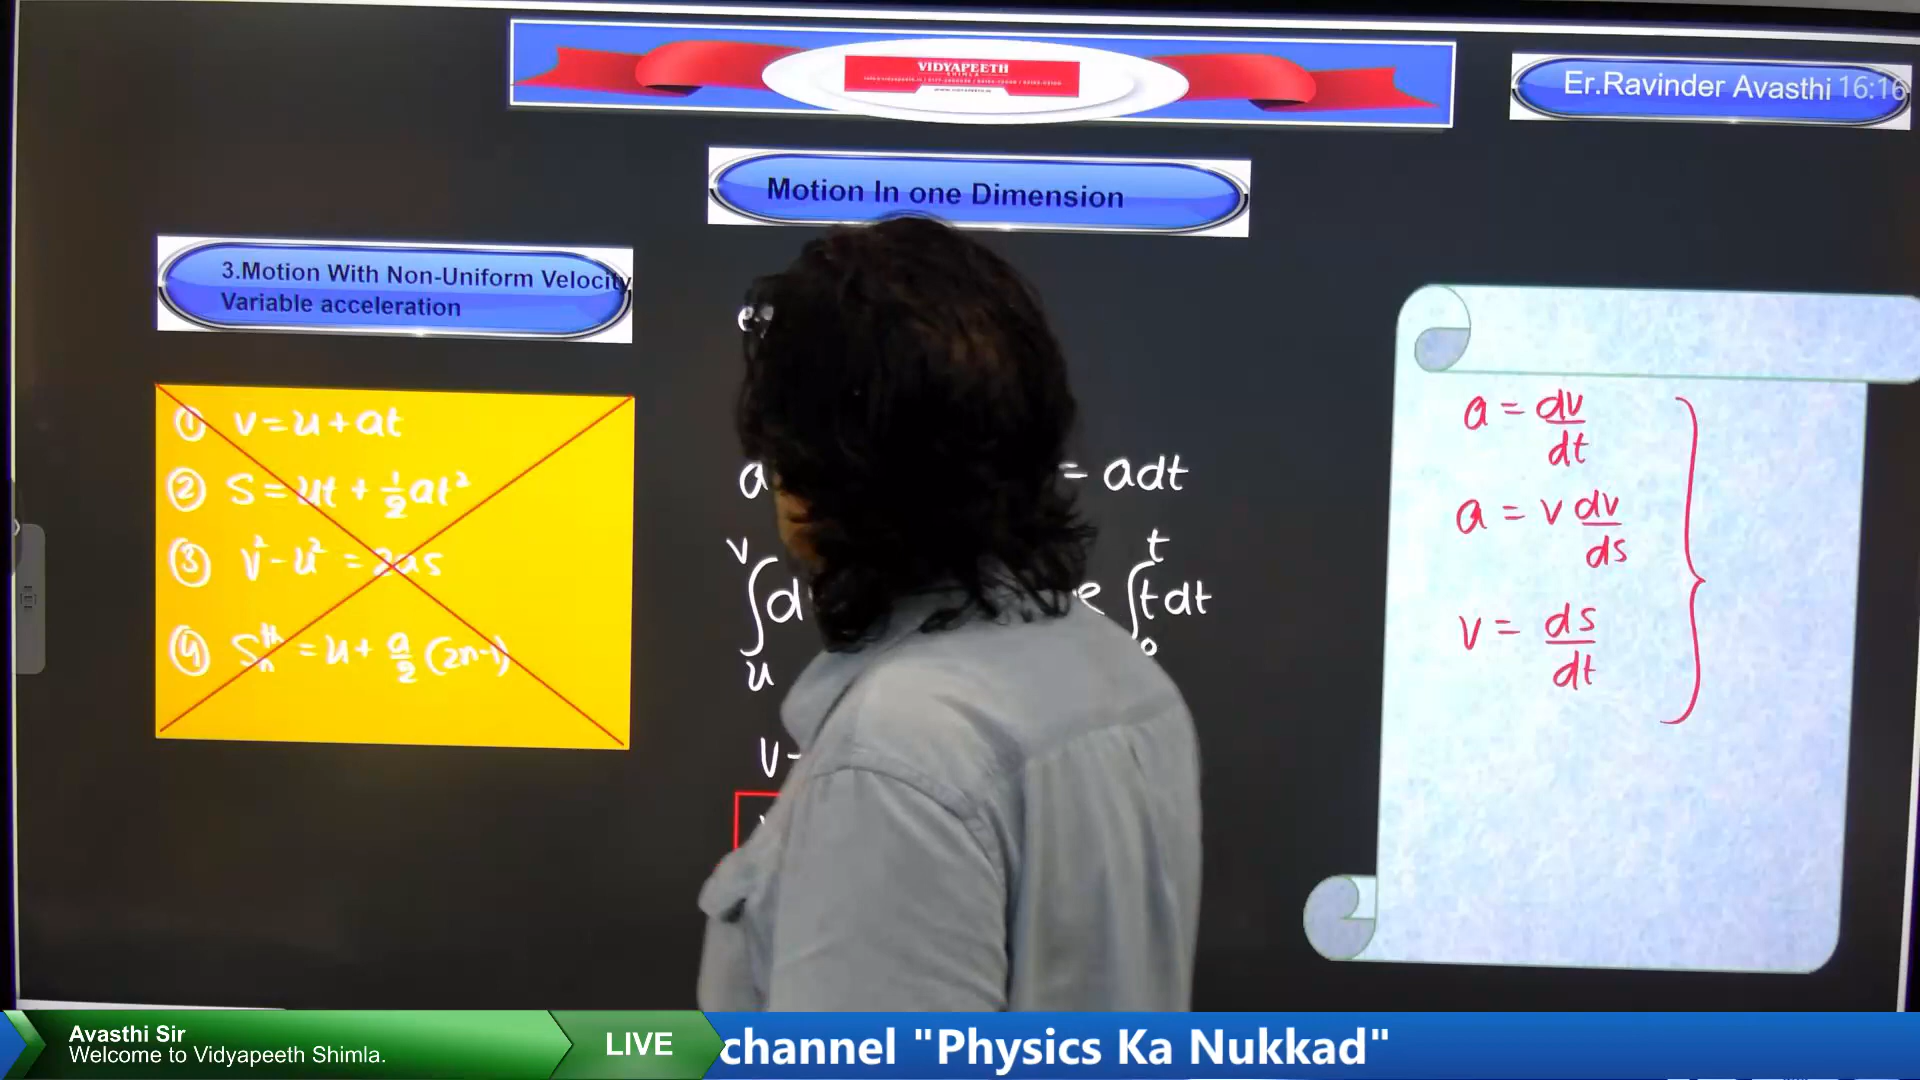 VIDYAPEETH
SHIMLA
Er.Ravinder Avasthi 16:16
Motion In one Dimension
3.Motion With Non-Uniform Velocity
Variable acceleration
① v=u+at
② S=ut+½at²
③ v²-u²=2as
④ Sₙᵗʰ=u+a/2(2n-1)
a
= adt
v
t
∫d
∫tdt
u
o
v-
a = dv/dt
a = v dv/ds
v = ds/dt
Avasthi Sir
Welcome to Vidyapeeth Shimla.
LIVE
channel "Physics Ka Nukkad"